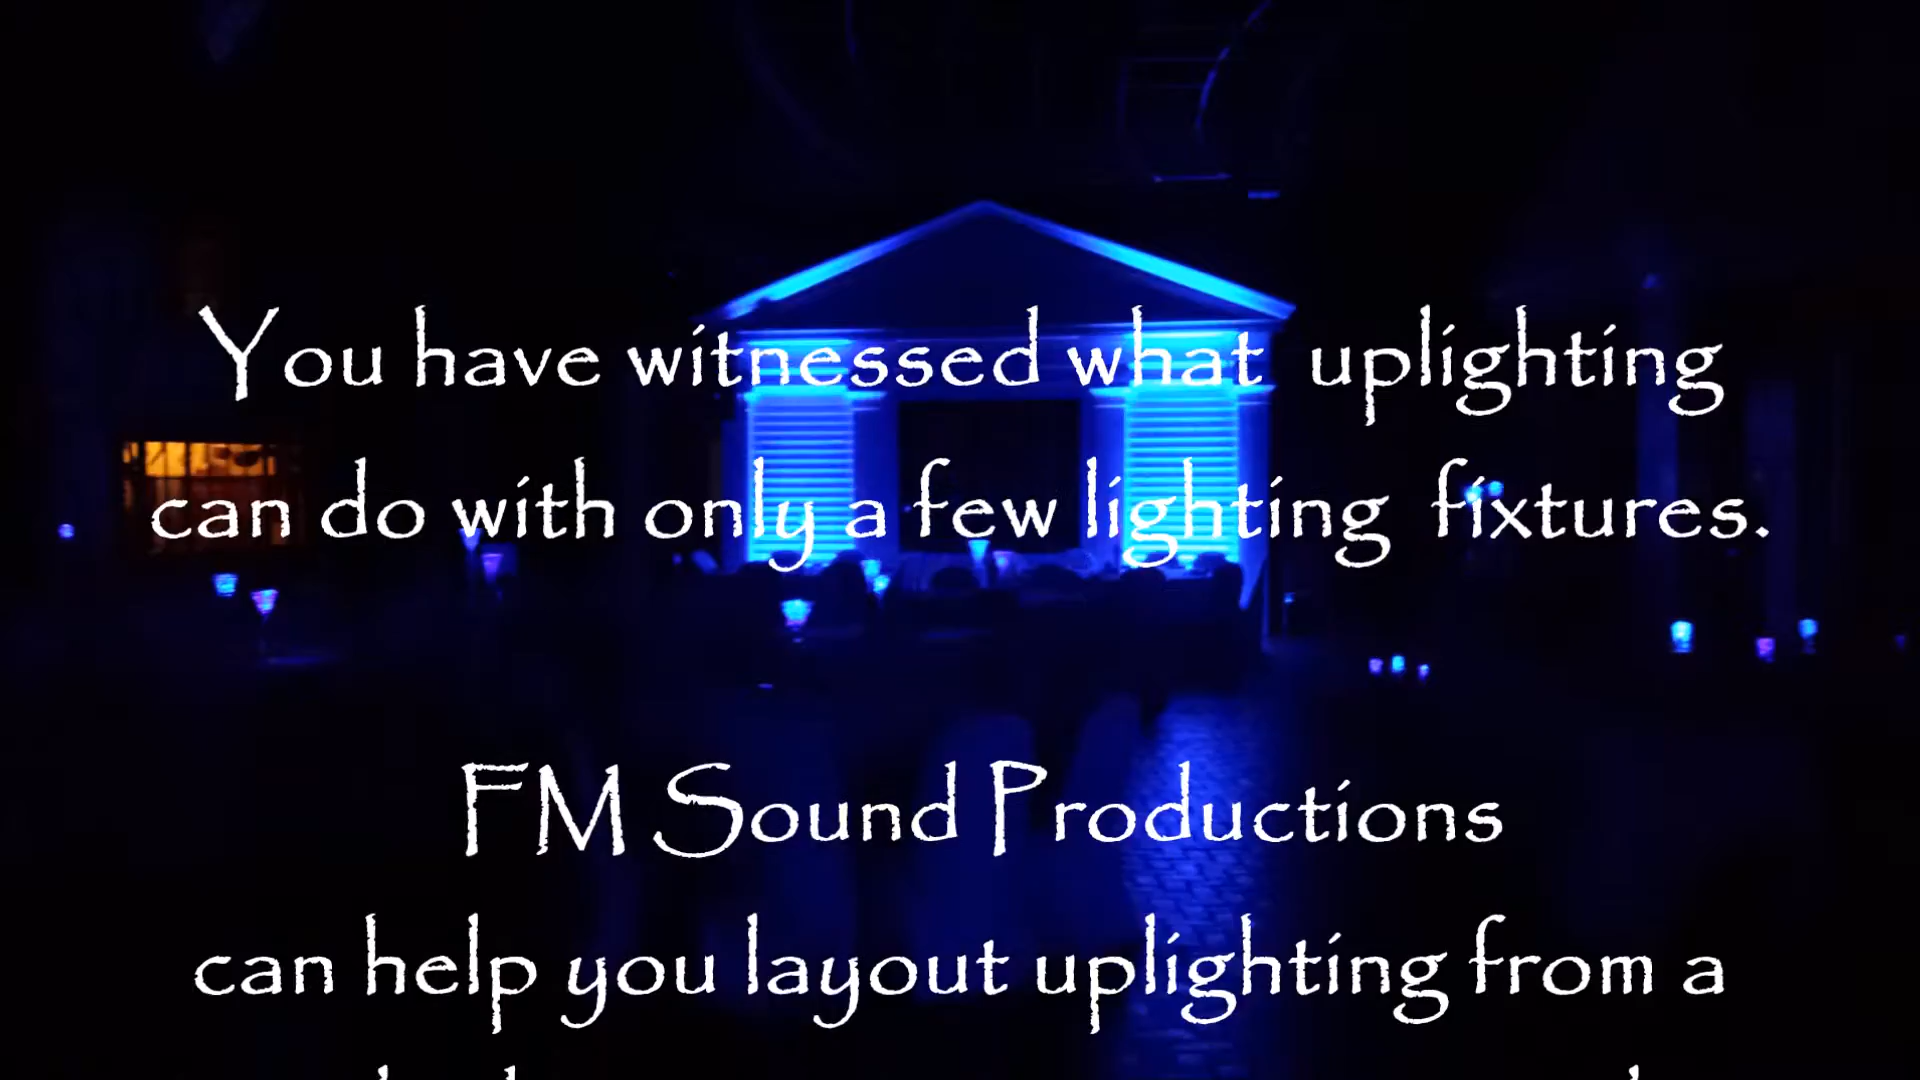 You have witnessed what uplighting
can do with only a few lighting fixtures.
FM Sound Productions
can help you layout uplighting from a